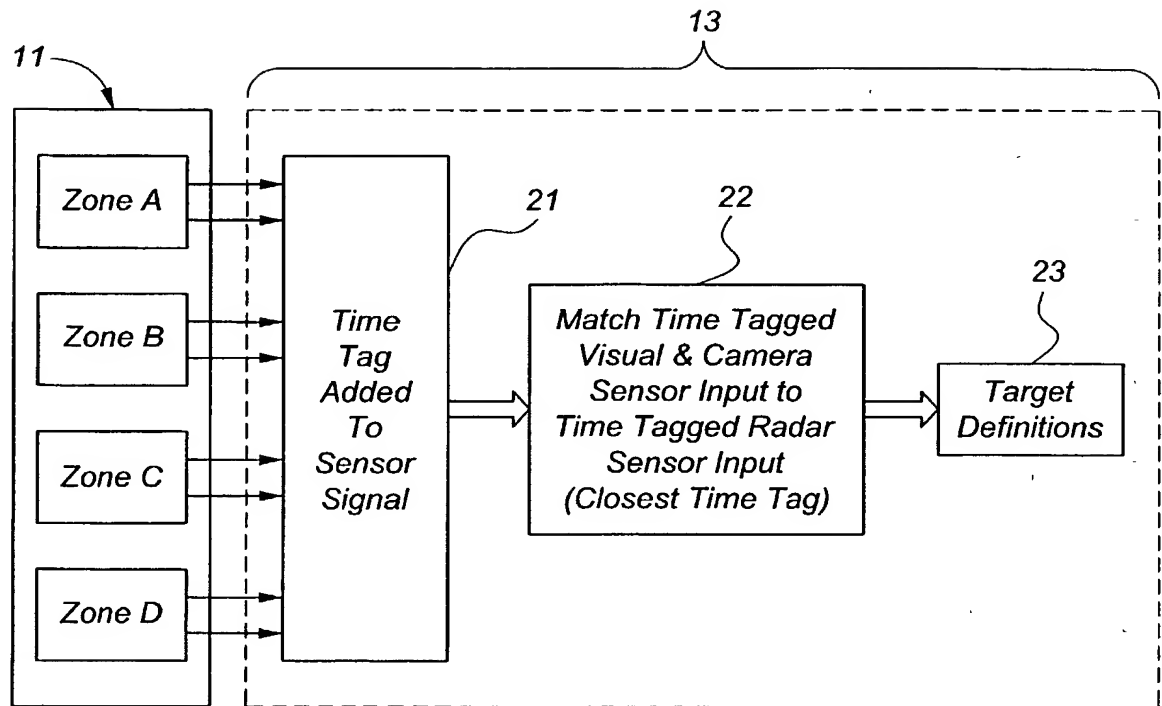 13
11
Zone A
Zone B
Zone C
Zone D
Time
Tag
Added
To
Sensor
Signal
21
22
Match Time Tagged
Visual & Camera
Sensor Input to
Time Tagged Radar
Sensor Input
(Closest Time Tag)
23
Target
Definitions